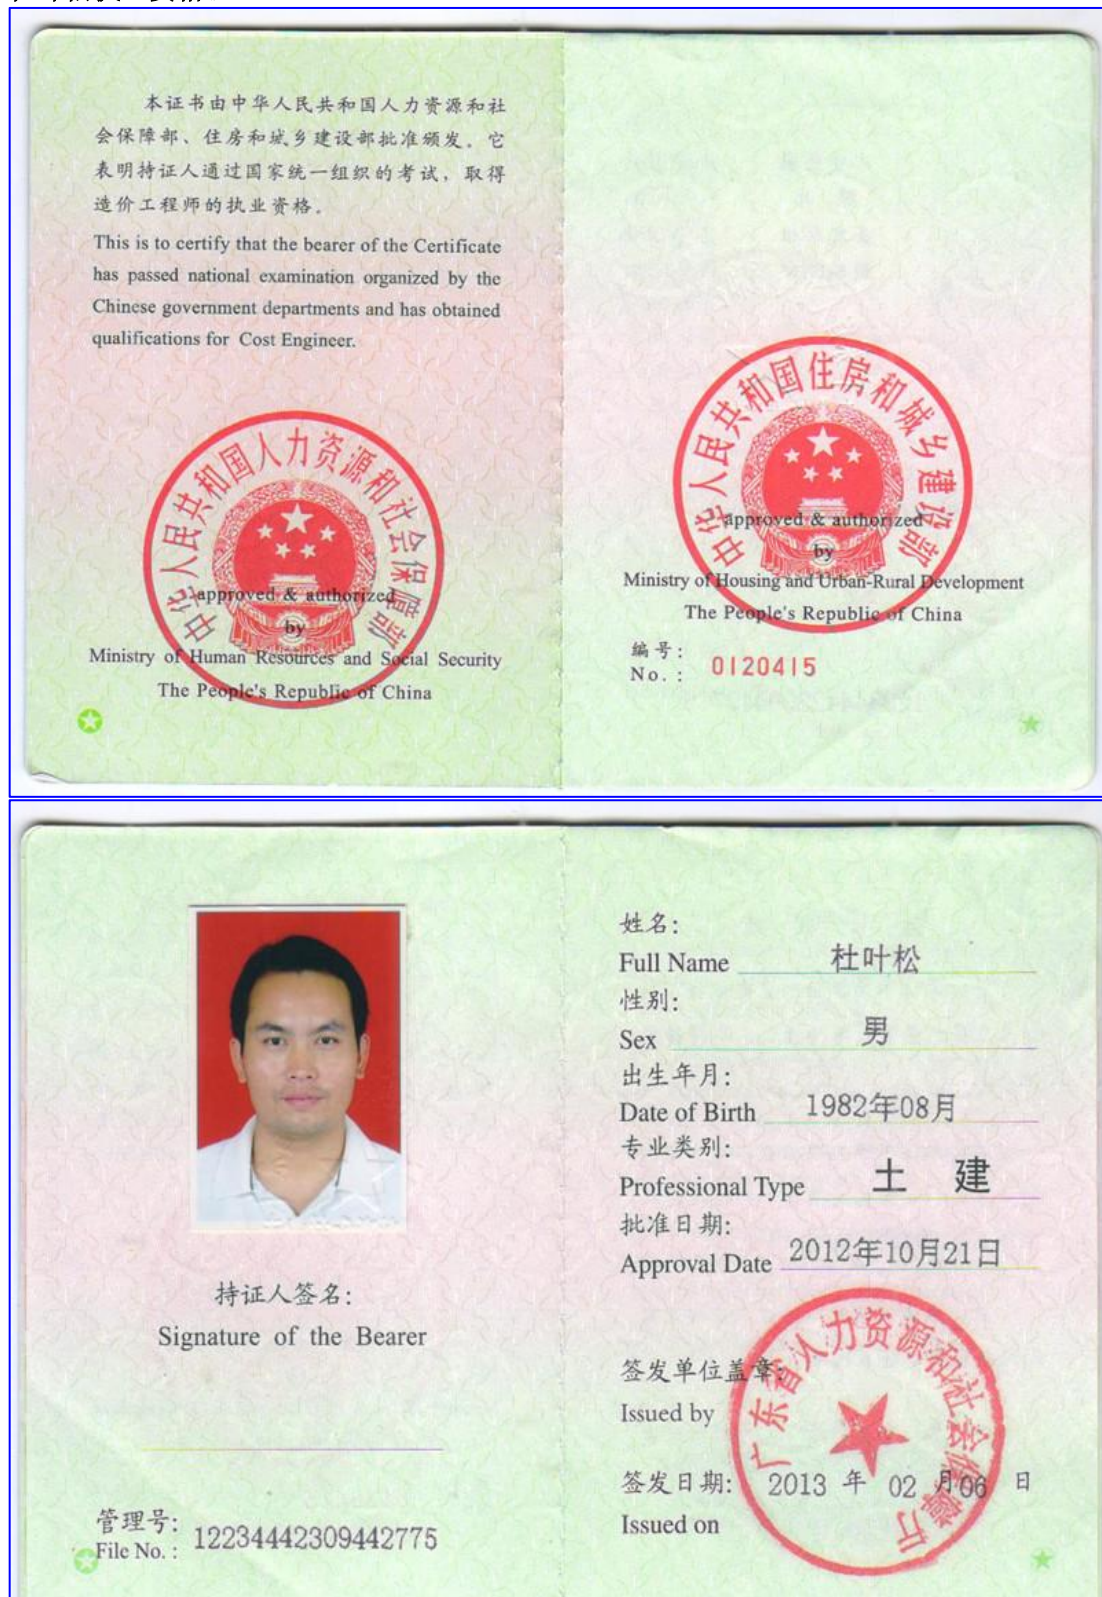 本证书由中华人民共和国人力资源和社
会保障部、住房和城乡建设部批准颁发。它
表明持证人通过国家统一组织的考试，取得
造价工程师的执业资格。
This is to certify that the bearer of the Certificate
has passed national examination organized by the
Chinese government departments and has obtained
qualifications for Cost Engineer.
中华人民共和国人力资源和社会保障部
approved & authorized
by
Ministry of Human Resources and Social Security
The People's Republic of China
中华人民共和国住房和城乡建设部
approved & authorized
by
Ministry of Housing and Urban-Rural Development
The People's Republic of China
编号:
No.: 0120415
持证人签名:
Signature of the Bearer
管理号:
File No.: 12234442309442775
姓名:
Full Name 杜叶松
性别:
Sex 男
出生年月:
Date of Birth 1982年08月
专业类别:
Professional Type 土 建
批准日期:
Approval Date 2012年10月21日
签发单位盖章:
Issued by
广东省人力资源和社会保障厅
签发日期: 2013 年 02 月 06 日
Issued on